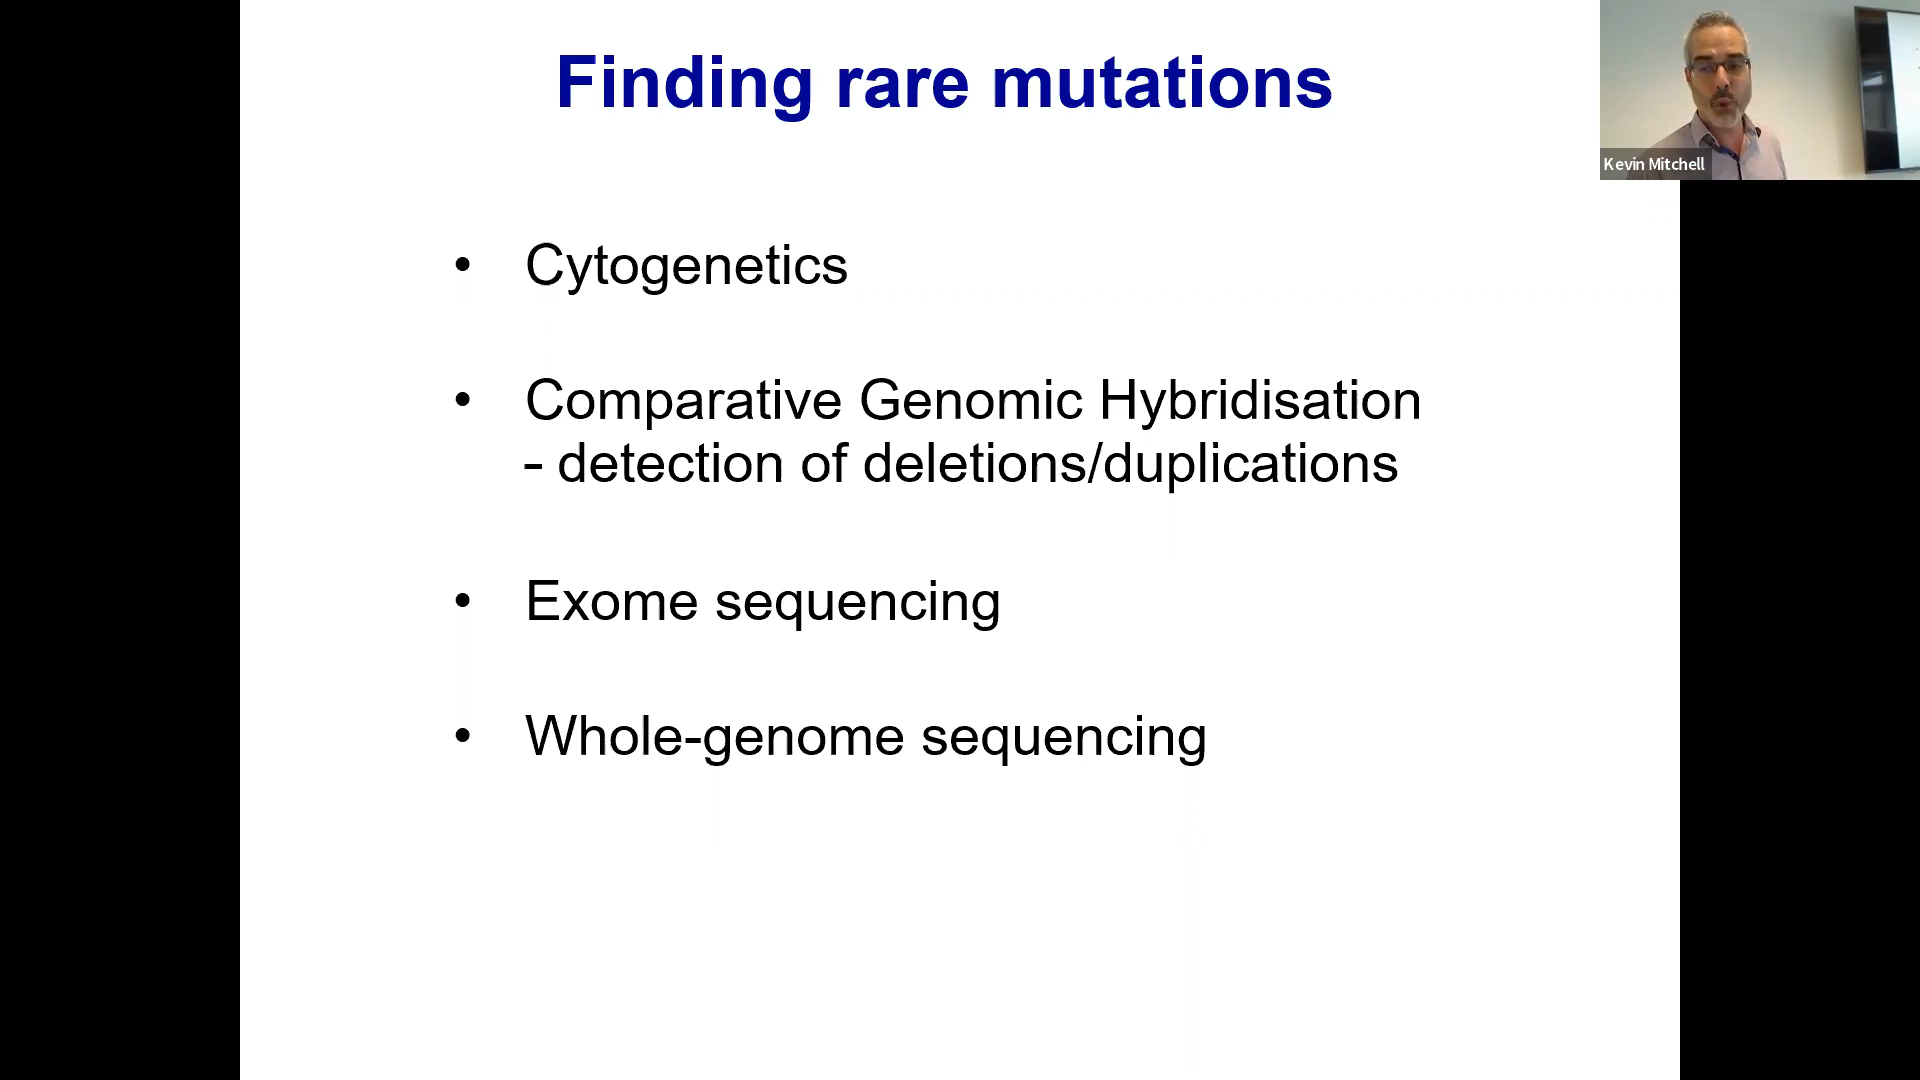 Finding rare mutations
Kevin Mitchell
• Cytogenetics
• Comparative Genomic Hybridisation
- detection of deletions/duplications
• Exome sequencing
• Whole-genome sequencing